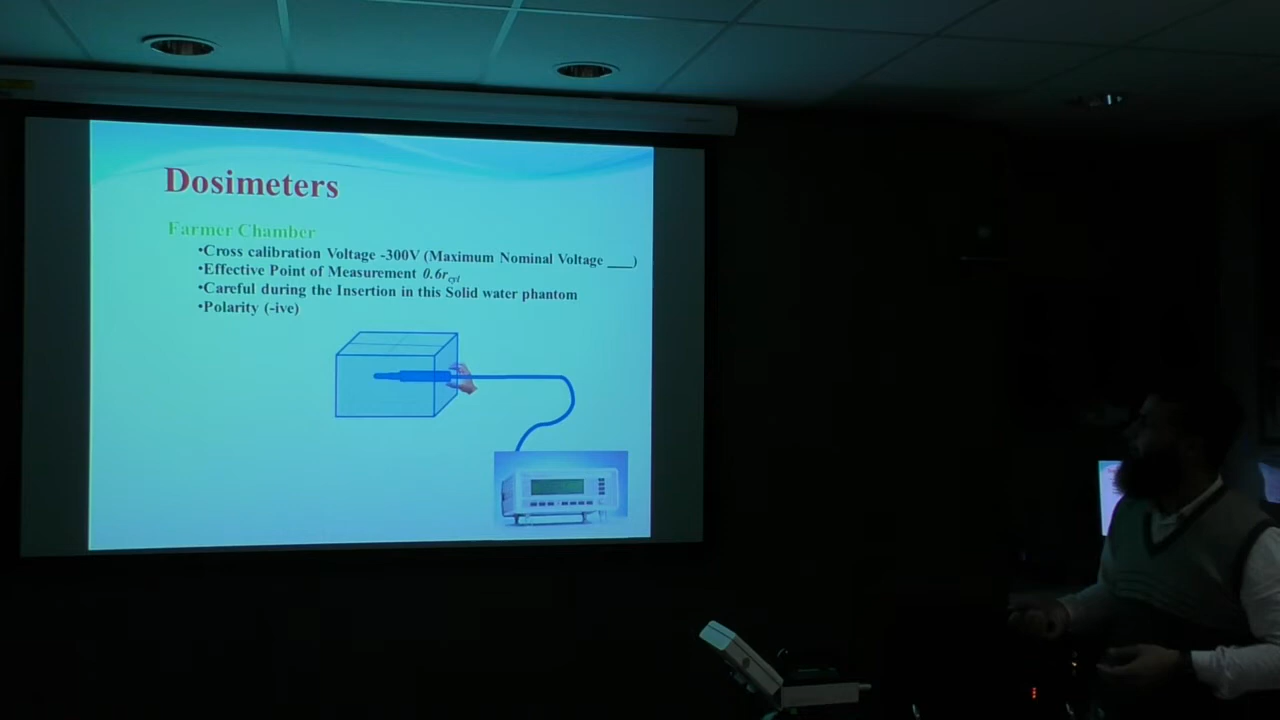 Dosimeters
Farmer Chamber
•Cross calibration Voltage -300V (Maximum Nominal Voltage ___)
•Effective Point of Measurement 0.6r_cyl
•Careful during the Insertion in this Solid water phantom
•Polarity (-ive)